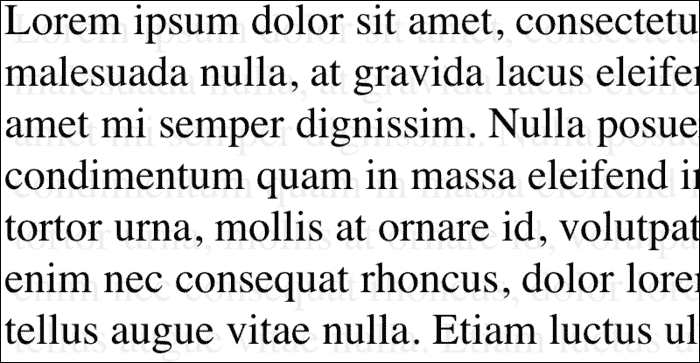 Lorem ipsum dolor sit amet, consectetu
malesuada nulla, at gravida lacus eleife
amet mi semper dignissim. Nulla posue
condimentum quam in massa eleifend i
tortor urna, mollis at ornare id, volutpat
enim nec consequat rhoncus, dolor lore
tellus augue vitae nulla. Etiam luctus ul